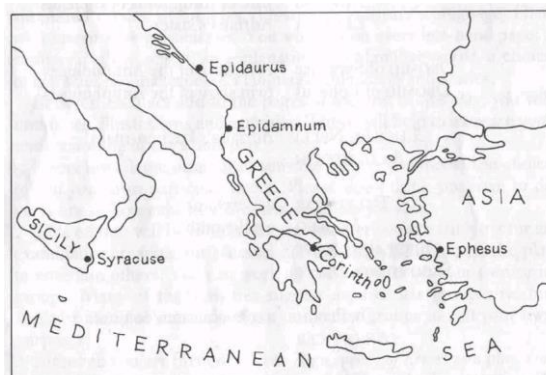 Epidaurus
Epidamnum
GREECE
ASIA
SICILY
Syracuse
Corinth
Ephesus
MEDITERRANEAN SEA